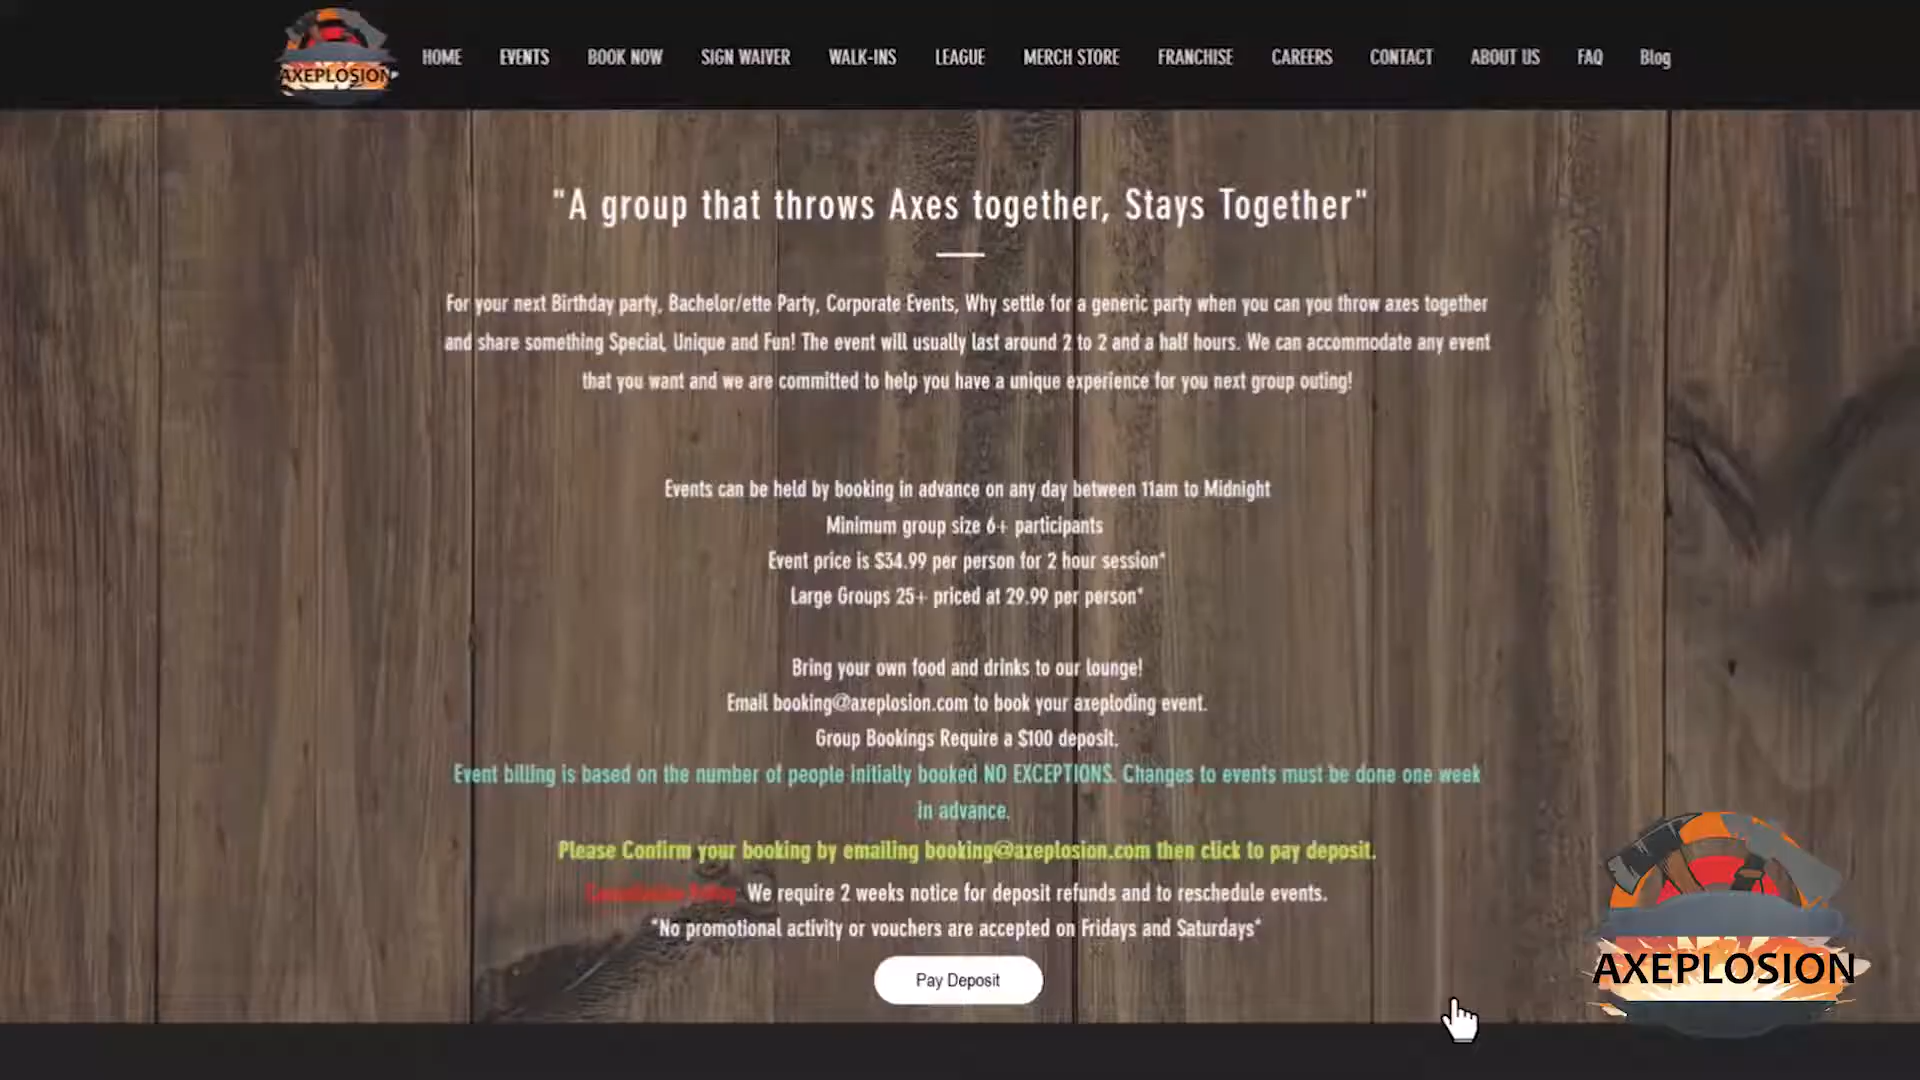 AXEPLOSION
HOME EVENTS BOOK NOW SIGN WAIVER WALK-INS LEAGUE MERCH STORE FRANCHISE CAREERS CONTACT ABOUT US FAQ Blog
"A group that throws Axes together, Stays Together"
For your next Birthday party, Bachelor/ette Party, Corporate Events, Why settle for a generic party when you can you throw axes together
and share something Special, Unique and Fun! The event will usually last around 2 to 2 and a half hours. We can accommodate any event
that you want and we are committed to help you have a unique experience for you next group outing!
Events can be held by booking in advance on any day between 11am to Midnight
Minimum group size 6+ participants
Event price is $34.99 per person for 2 hour session*
Large Groups 25+ priced at 29.99 per person*
Bring your own food and drinks to our lounge!
Email booking@axeplosion.com to book your axeploding event.
Group Bookings Require a $100 deposit.
Event billing is based on the number of people initially booked NO EXCEPTIONS. Changes to events must be done one week
in advance.
Please Confirm your booking by emailing booking@axeplosion.com then click to pay deposit.
Cancellation Policy: We require 2 weeks notice for deposit refunds and to reschedule events.
*No promotional activity or vouchers are accepted on Fridays and Saturdays*
Pay Deposit
AXEPLOSION